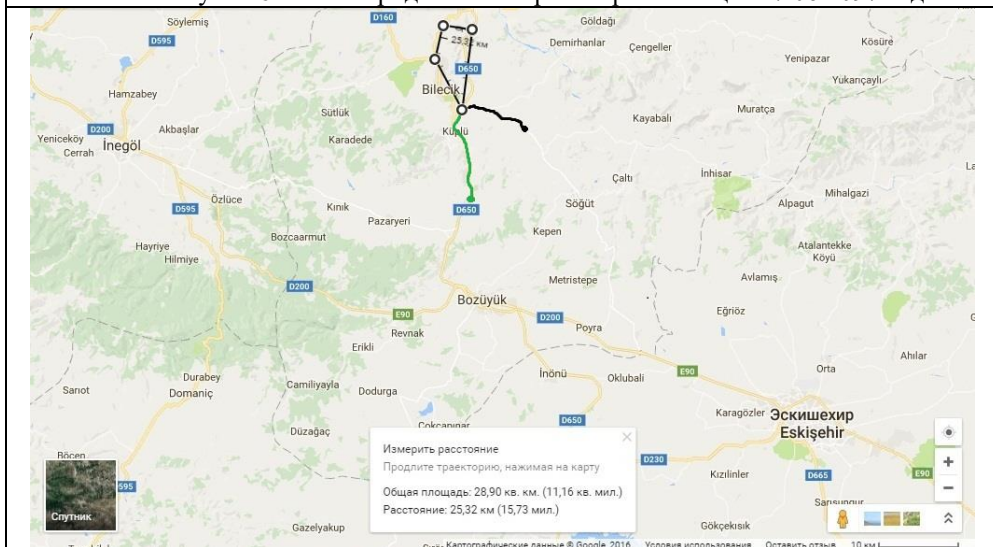 Söylemiş
D160
Göldağı
D595
25,32 км
Demirhanlar
Çengeller
Kösüre
Yenipazar
D650
Yukarıçaylı
Hamzabey
Bilecik
Sütlük
Muratça
Kayabalı
Yeniceköy
D200
Akbaşlar
Karadede
Küplü
Cerrah
İnegöl
Çaltı
İnhisar
Mihalgazi
D595
Özlüce
Kınık
Pazaryeri
D650
Söğüt
Alpagut
Bozcaarmut
Kepen
Hayriye
Hilmiye
Atalantekke
Köyü
D200
Metristepe
Avlamış
Bozüyük
E90
D200
Eğriöz
Revnak
Poyra
Erikli
Ahılar
Durabey
İnönü
Oklubali
E90
Orta
Sarıot
Domaniç
Camiliyayla
Dodurga
Karagözler
Эскишехир
Eskişehir
D650
Düzağaç
Измерить расстояние
Продлите траекторию, нажимая на карту
Общая площадь: 28,90 кв. км. (11,16 кв. мил.)
Расстояние: 25,32 км (15,73 мил.)
D230
Kızılinler
D665
E90
Спутник
595
Gazelyakup
Gökçekısık
Картографические данные © Google, 2016
Условия использования
Оставить отзыв
10 км